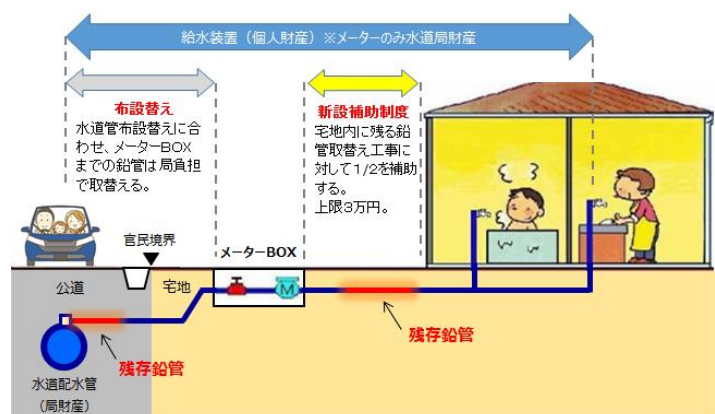 給水装置（個人財産）※メーターのみ水道局財産
布設替え
水道管布設替えに合
わせ、メーターBOX
までの鉛管は局負担
で取替える。
新設補助制度
宅地内に残る鉛
管取替え工事に
対して1/2を補助
する。
上限3万円。
官民境界
メーターBOX
公道
宅地
M
残存鉛管
残存鉛管
水道配水管
（局財産）